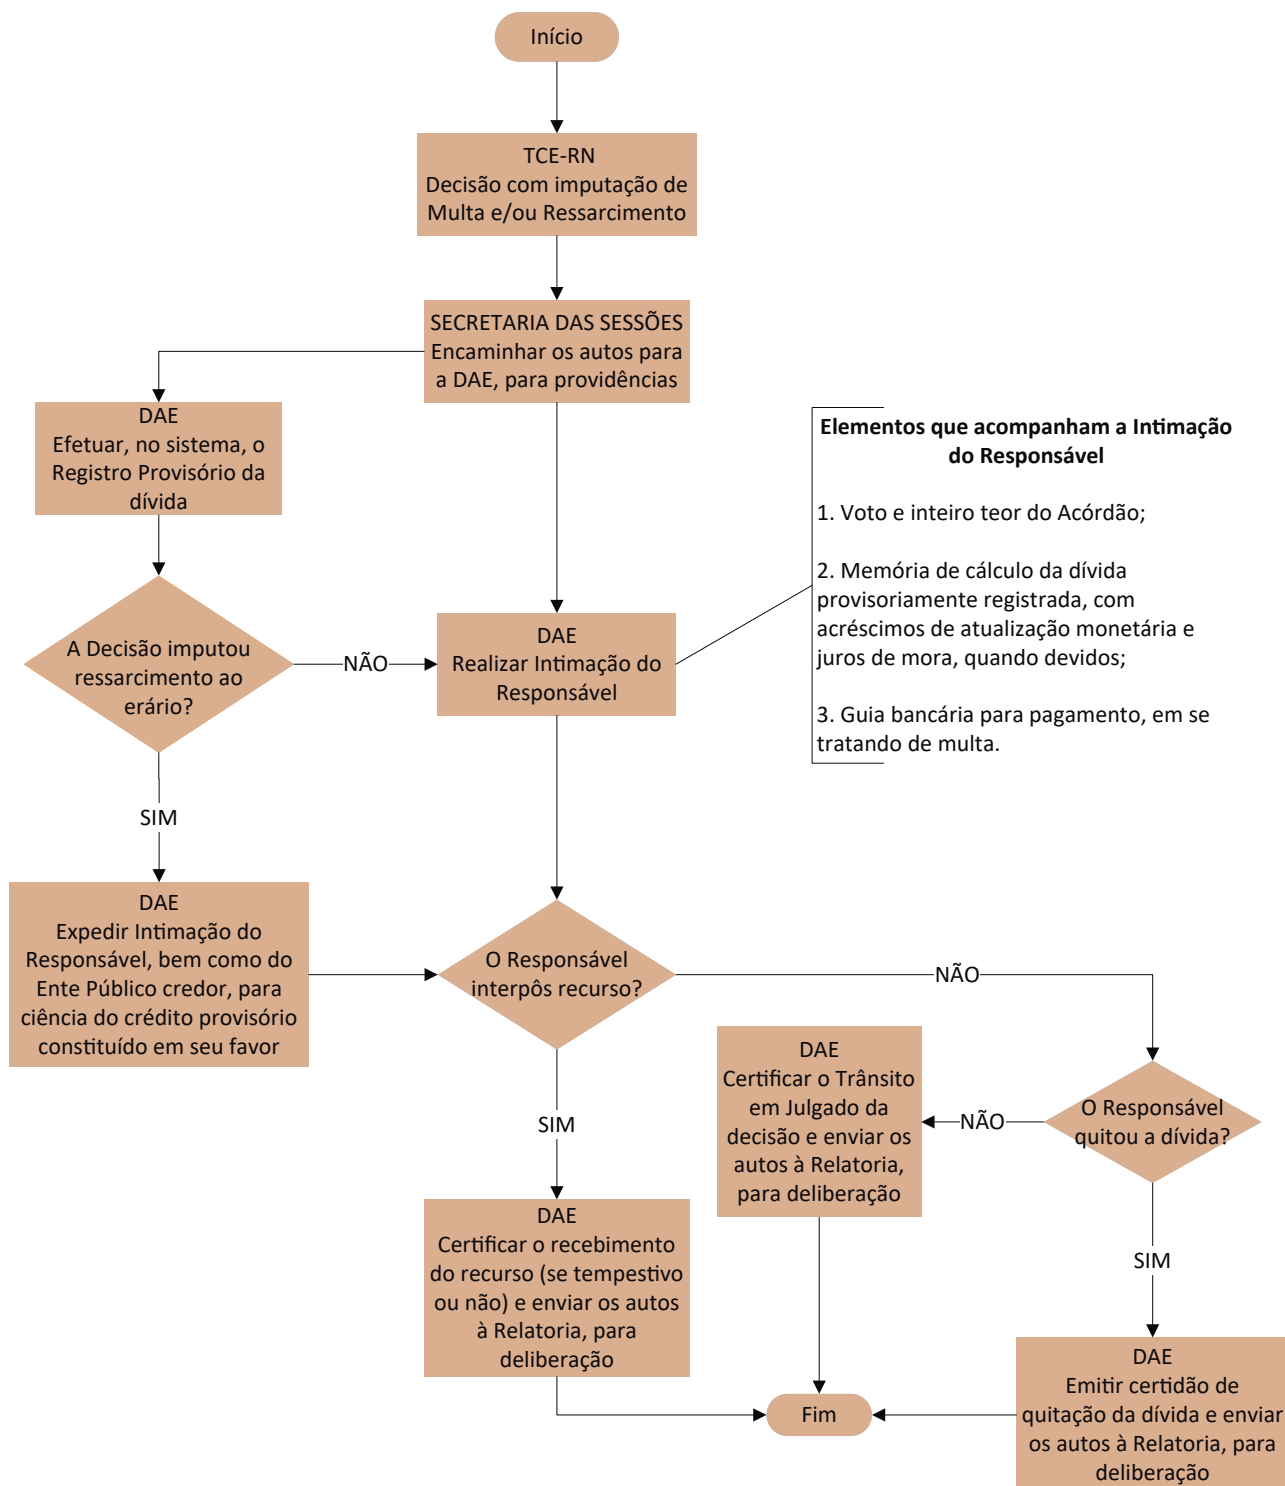 Início
TCE-RN
Decisão com imputação de
Multa e/ou Ressarcimento
SECRETARIA DAS SESSÕES
Encaminhar os autos para
a DAE, para providências
DAE
Efetuar, no sistema, o
Registro Provisório da
dívida
Elementos que acompanham a Intimação
do Responsável
1. Voto e inteiro teor do Acórdão;
2. Memória de cálculo da dívida
provisoriamente registrada, com
acréscimos de atualização monetária e
juros de mora, quando devidos;
3. Guia bancária para pagamento, em se
tratando de multa.
A Decisão imputou
ressarcimento ao
erário?
NÃO
DAE
Realizar Intimação do
Responsável
SIM
DAE
Expedir Intimação do
Responsável, bem como do
Ente Público credor, para
ciência do crédito provisório
constituído em seu favor
O Responsável
interpôs recurso?
NÃO
SIM
DAE
Certificar o Trânsito
em Julgado da
decisão e enviar os
autos à Relatoria,
para deliberação
NÃO
O Responsável
quitou a dívida?
SIM
DAE
Certificar o recebimento
do recurso (se tempestivo
ou não) e enviar os autos
à Relatoria, para
deliberação
Fim
DAE
Emitir certidão de
quitação da dívida e enviar
os autos à Relatoria, para
deliberação